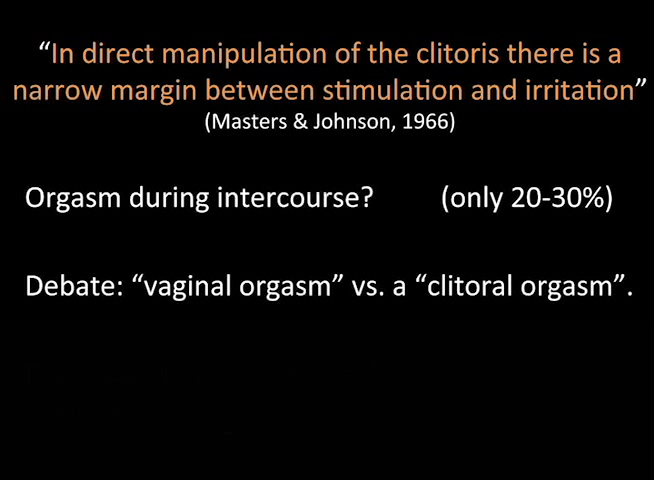 “In direct manipulation of the clitoris there is a
narrow margin between stimulation and irritation”
(Masters & Johnson, 1966)
Orgasm during intercourse? (only 20-30%)
Debate: “vaginal orgasm” vs. a “clitoral orgasm”.